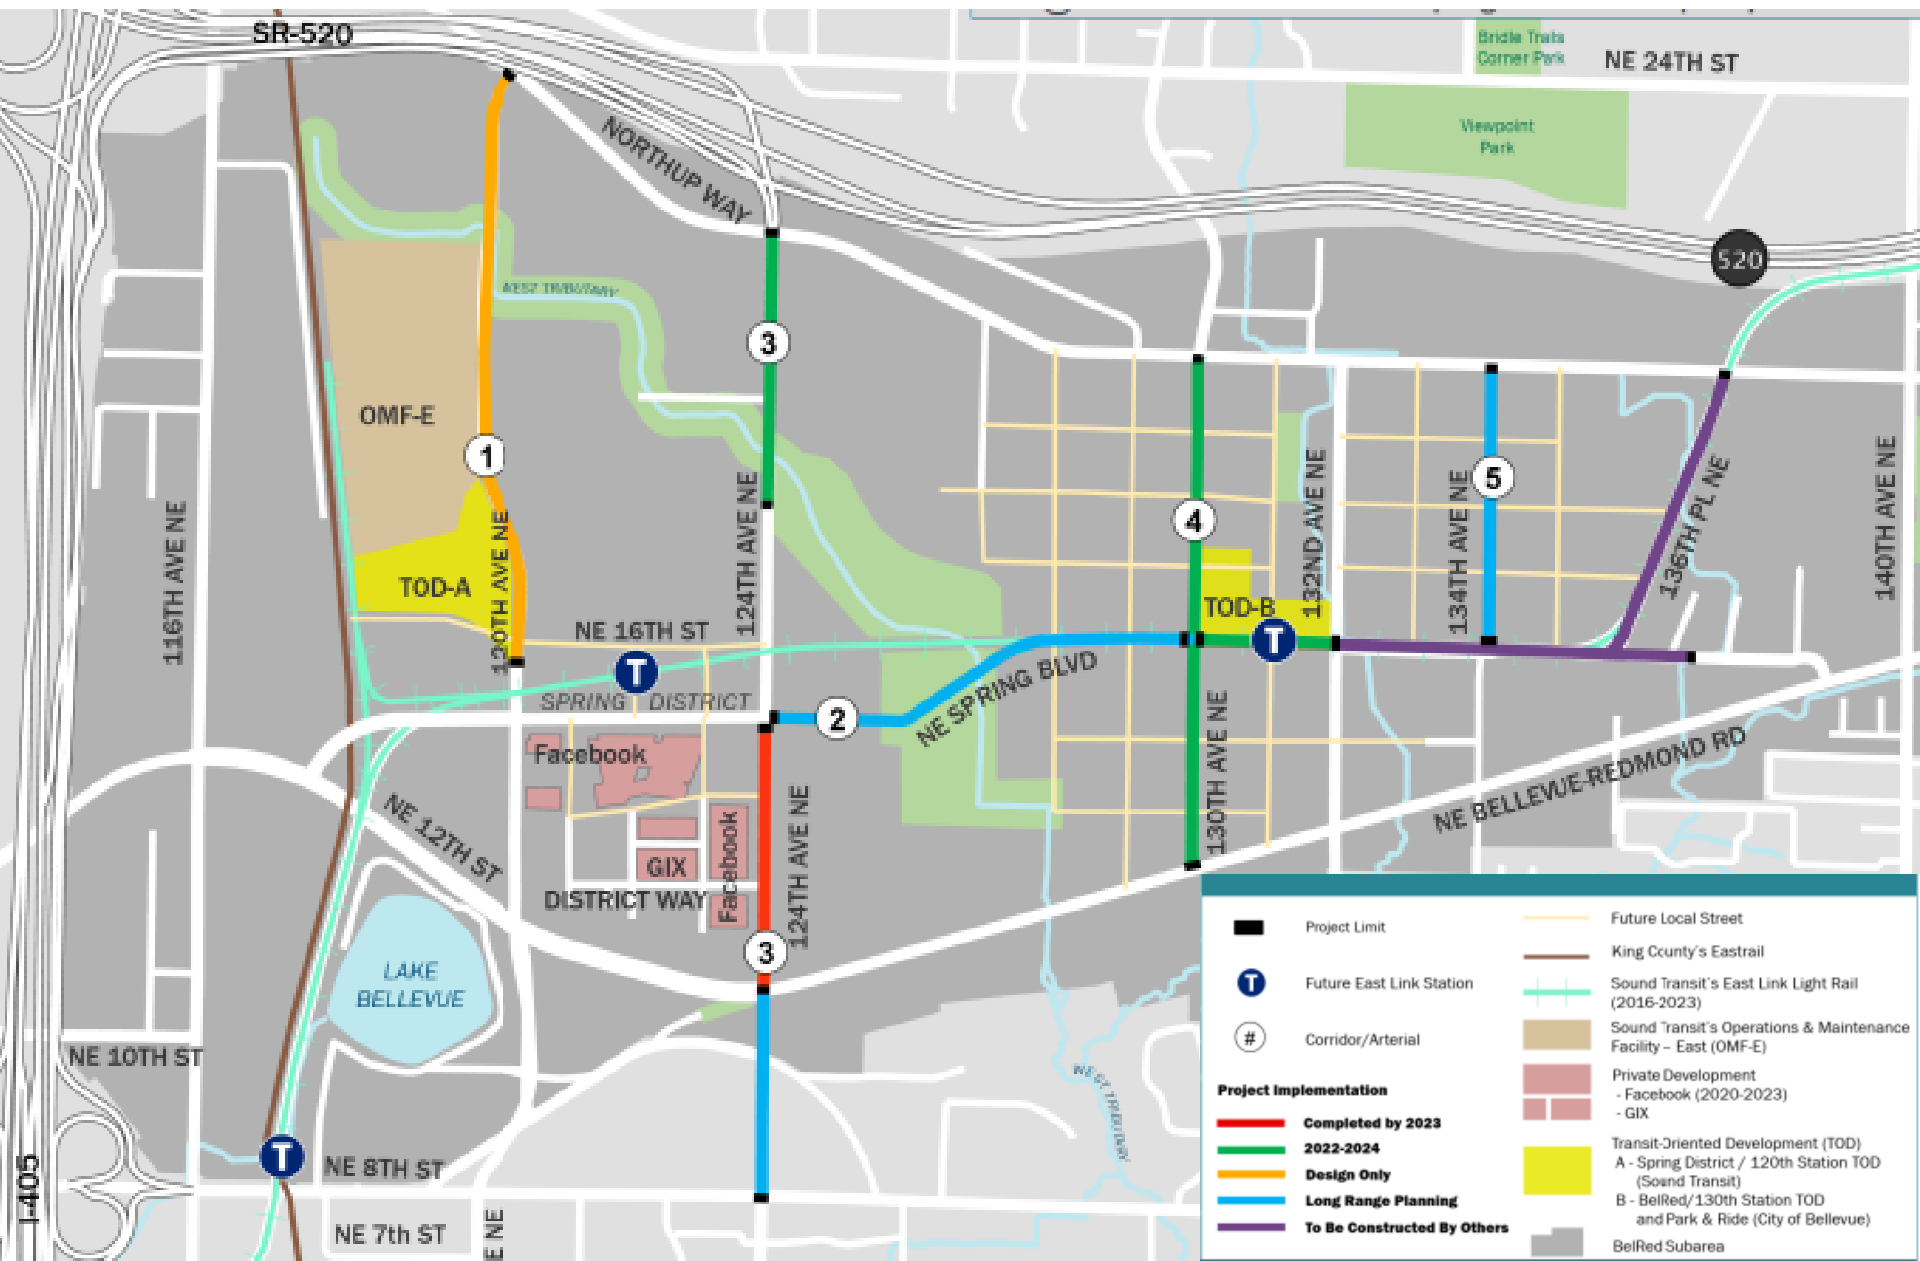 SR-520
Bridle Trails
Corner Park
NE 24TH ST
Viewpoint
Park
NORTHUP WAY
520
WEST TRIBUTARY
3
OMF-E
1
116TH AVE NE
120TH AVE NE
124TH AVE NE
TOD-A
NE 16TH ST
T
SPRING DISTRICT
2
NE SPRING BLVD
4
TOD-B
T
132ND AVE NE
134TH AVE NE
5
136TH PL NE
140TH AVE NE
130TH AVE NE
NE BELLEVUE-REDMOND RD
Facebook
GIX
Facebook
DISTRICT WAY
124TH AVE NE
3
NE 12TH ST
LAKE
BELLEVUE
NE 10TH ST
T
NE 8TH ST
NE 7th ST
E NE
I-405
WEST TRIBUTARY
Project Limit
T
Future East Link Station
#
Corridor/Arterial
Project Implementation
Completed by 2023
2022-2024
Design Only
Long Range Planning
To Be Constructed By Others
Future Local Street
King County's Eastrail
Sound Transit's East Link Light Rail
(2016-2023)
Sound Transit's Operations & Maintenance
Facility – East (OMF-E)
Private Development
- Facebook (2020-2023)
- GIX
Transit-Oriented Development (TOD)
A - Spring District / 120th Station TOD
(Sound Transit)
B - BelRed/130th Station TOD
and Park & Ride (City of Bellevue)
BelRed Subarea